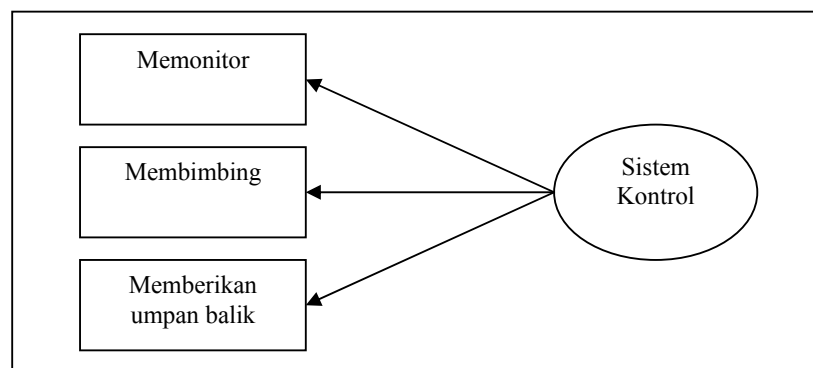 Memonitor
Membimbing
Memberikan
umpan balik
Sistem
Kontrol